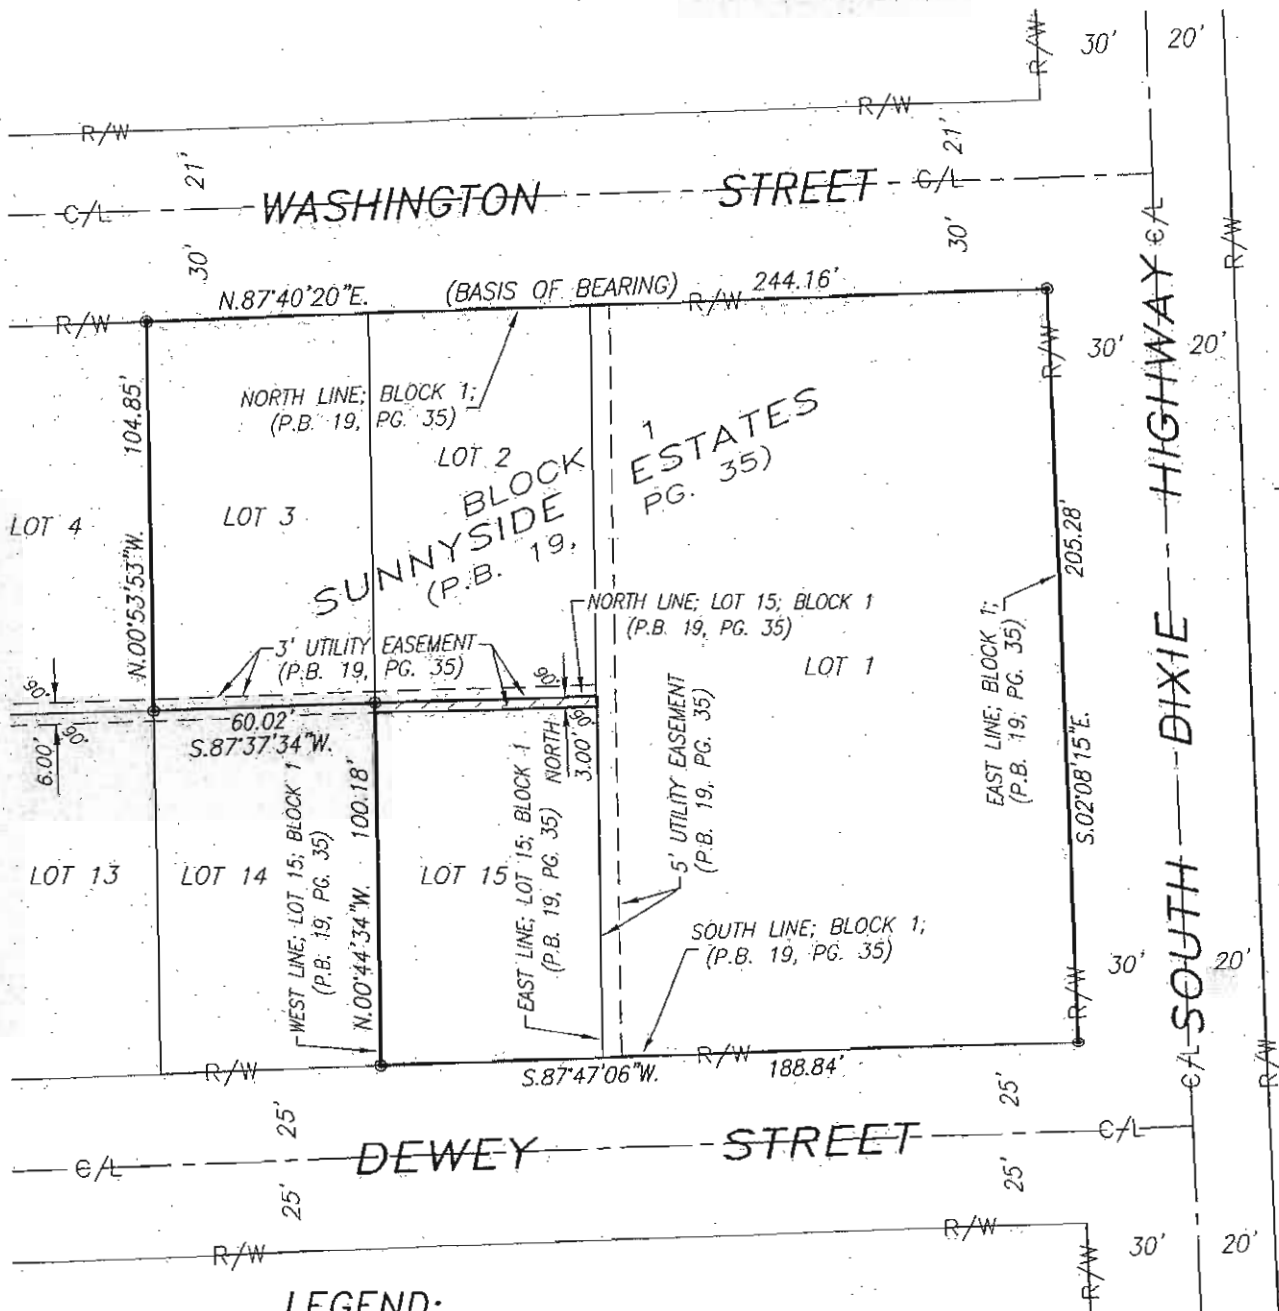 30' 20'
R/W
R/W R/W
21' 21'
C/L WASHINGTON STREET C/L
30' 30'
C/L
R/W
N.87°40'20"E. (BASIS OF BEARING) R/W 244.16'
R/W
R/W 30' 20'
NORTH LINE; BLOCK 1;
(P.B. 19, PG. 35)
104.85'
N.00°53'53"W.
LOT 4
LOT 3
LOT 2
BLOCK 1
SUNNYSIDE ESTATES
(P.B. 19, PG. 35)
205.28'
S.02°08'15"E.
EAST LINE; BLOCK 1;
(P.B. 19, PG. 35)
NORTH LINE; LOT 15; BLOCK 1
(P.B. 19, PG. 35)
LOT 1
3' UTILITY EASEMENT
(P.B. 19, PG. 35)
.90'
.90'
6.00'
60.02'
S.87°37'34"W.
.90'
.90'
NORTH
3.00'
5' UTILITY EASEMENT
(P.B. 19, PG. 35)
WEST LINE; LOT 15; BLOCK 1
(P.B. 19, PG. 35)
N.00°44'34"W. 100.18'
EAST LINE; LOT 15; BLOCK 1
(P.B. 19, PG. 35)
LOT 13
LOT 14
LOT 15
SOUTH LINE; BLOCK 1;
(P.B. 19, PG. 35)
SOUTH DIXIE HIGHWAY
30' 20'
R/W
R/W
C/L
R/W
S.87°47'06"W.
R/W
188.84'
25' 25'
C/L DEWEY STREET C/L
25' 25'
R/W R/W
R/W 30' 20'
LEGEND: